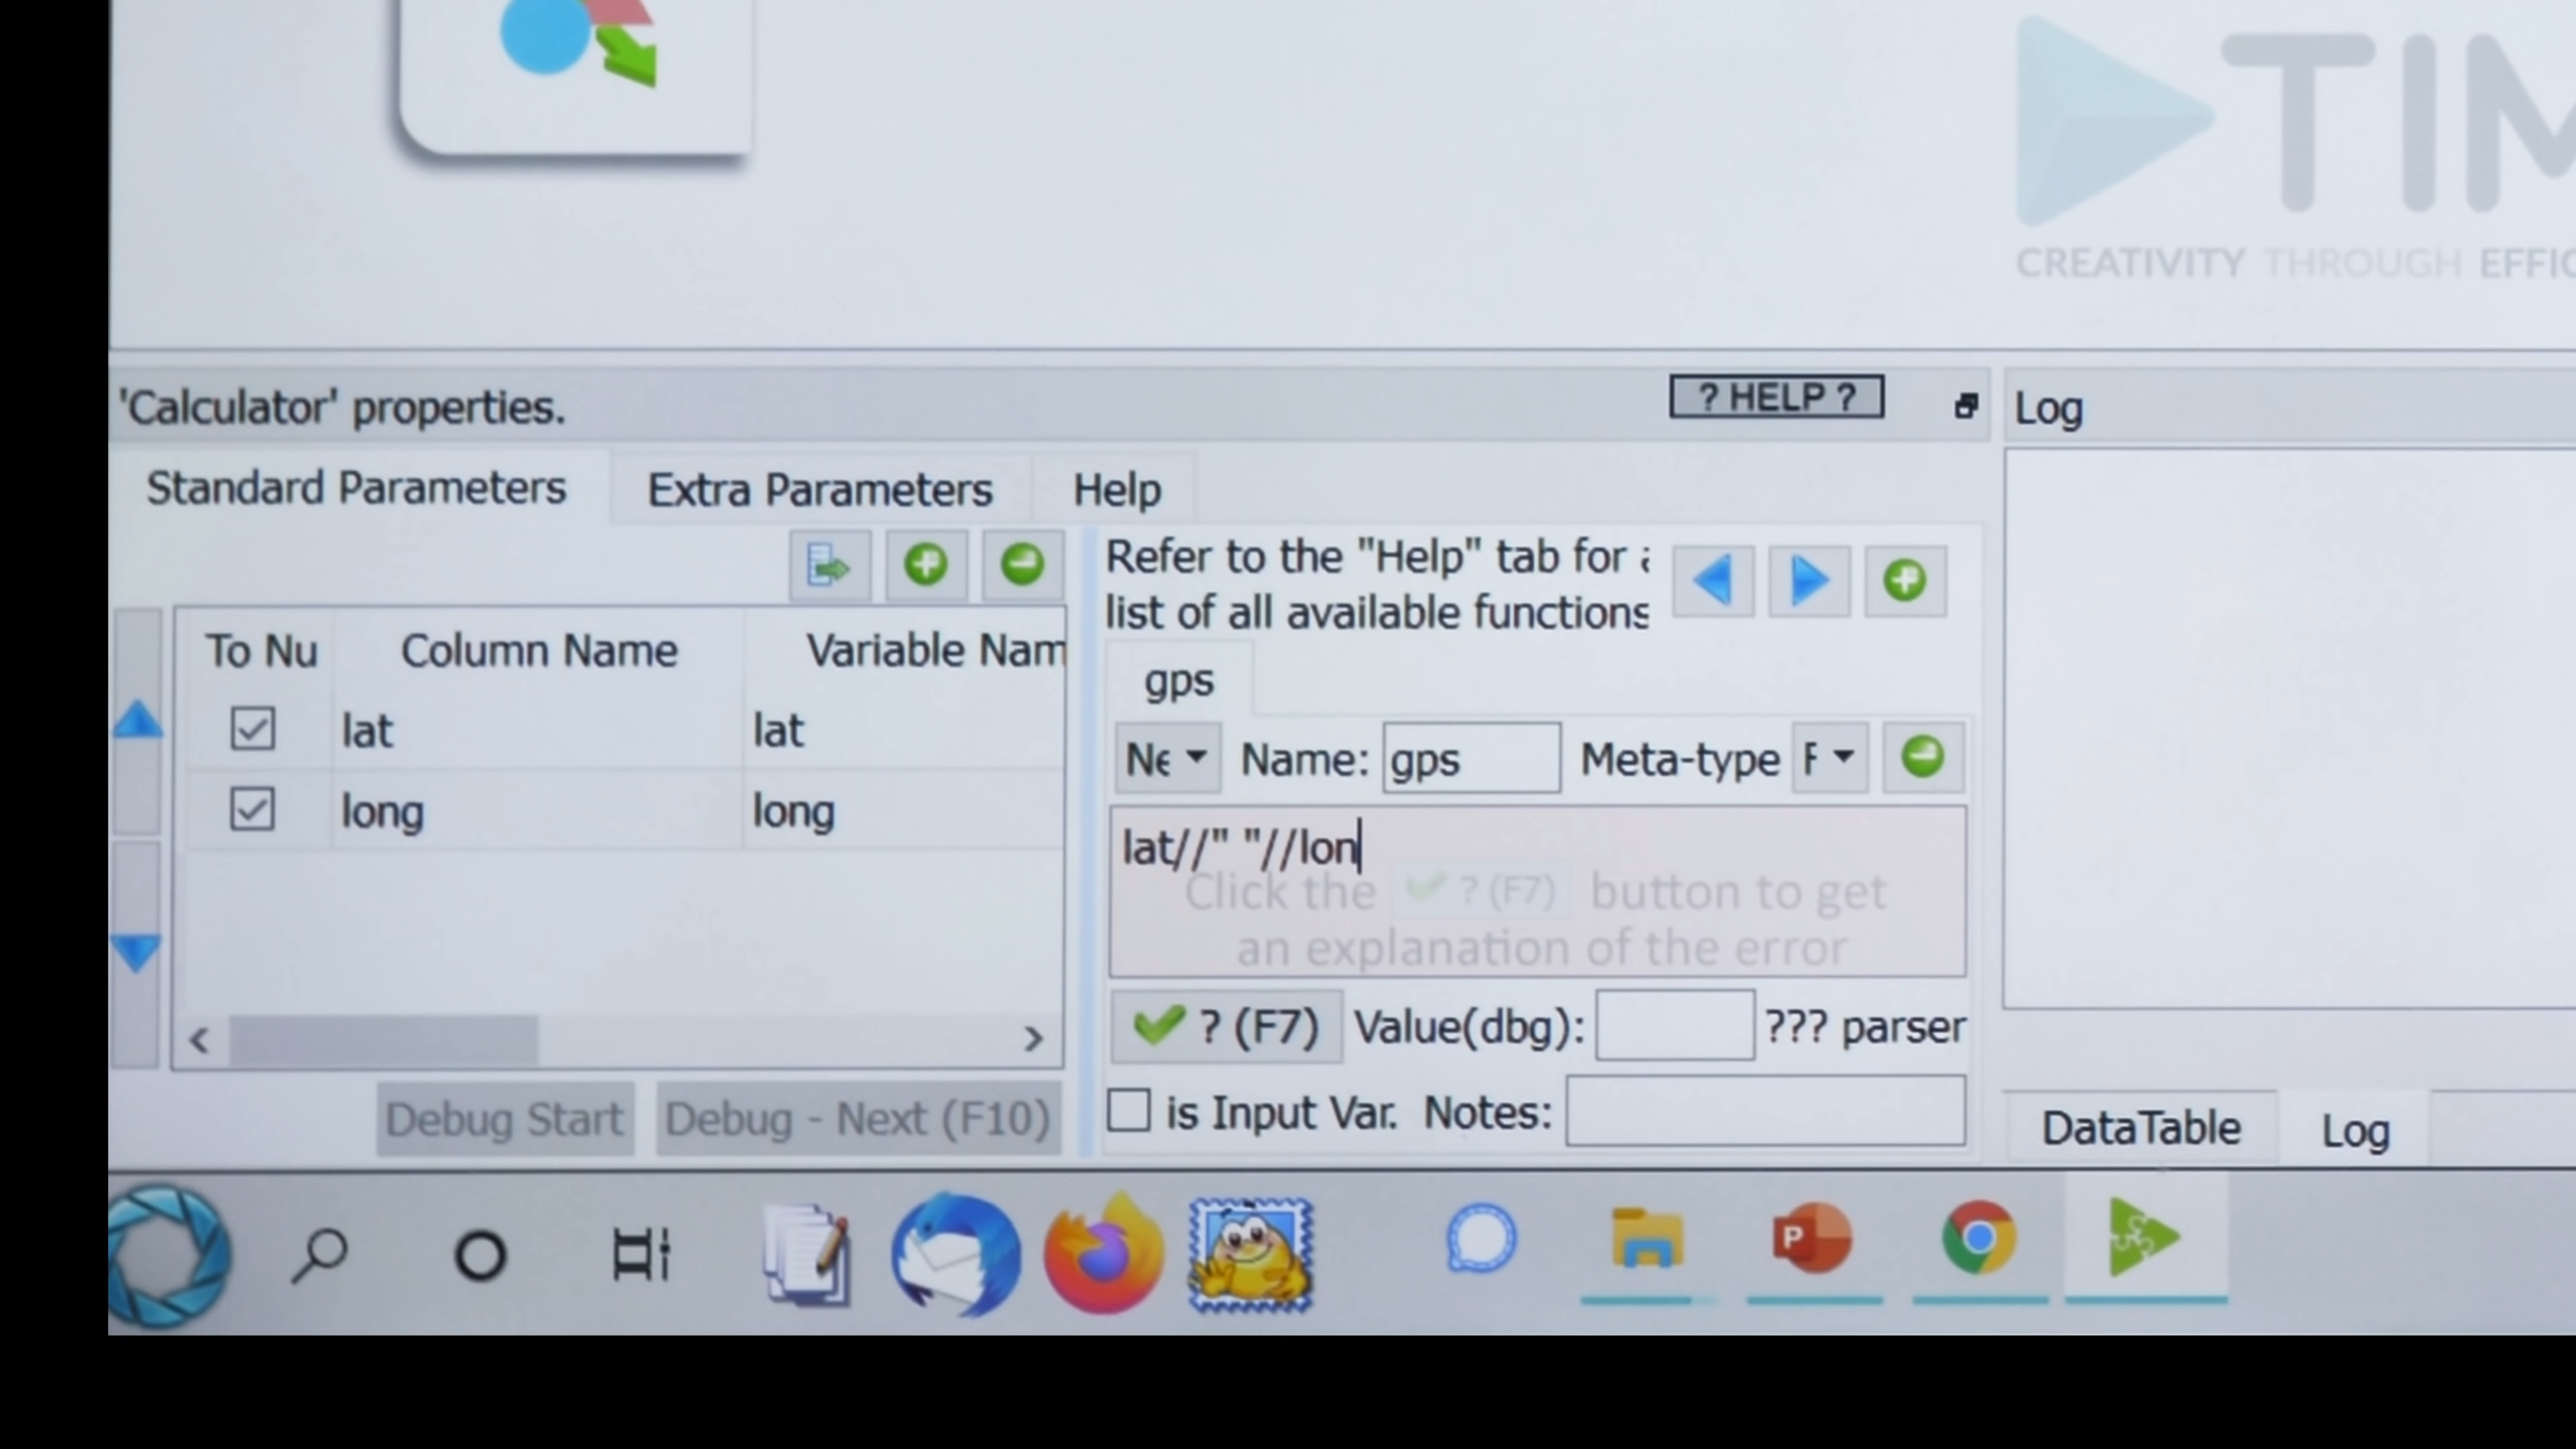 TIM
CREATIVITY THROUGH EFFIC
'Calculator' properties.
? HELP ?
Log
Standard Parameters
Extra Parameters
Help
Refer to the "Help" tab for a
list of all available functions
To Nu
Column Name
Variable Nam
lat
lat
long
long
gps
Ne
Name:
gps
Meta-type
F
lat//" "//lon
Click the ? (F7) button to get
an explanation of the error
? (F7)
Value(dbg):
??? parser
Debug Start
Debug - Next (F10)
is Input Var.
Notes:
DataTable
Log
P